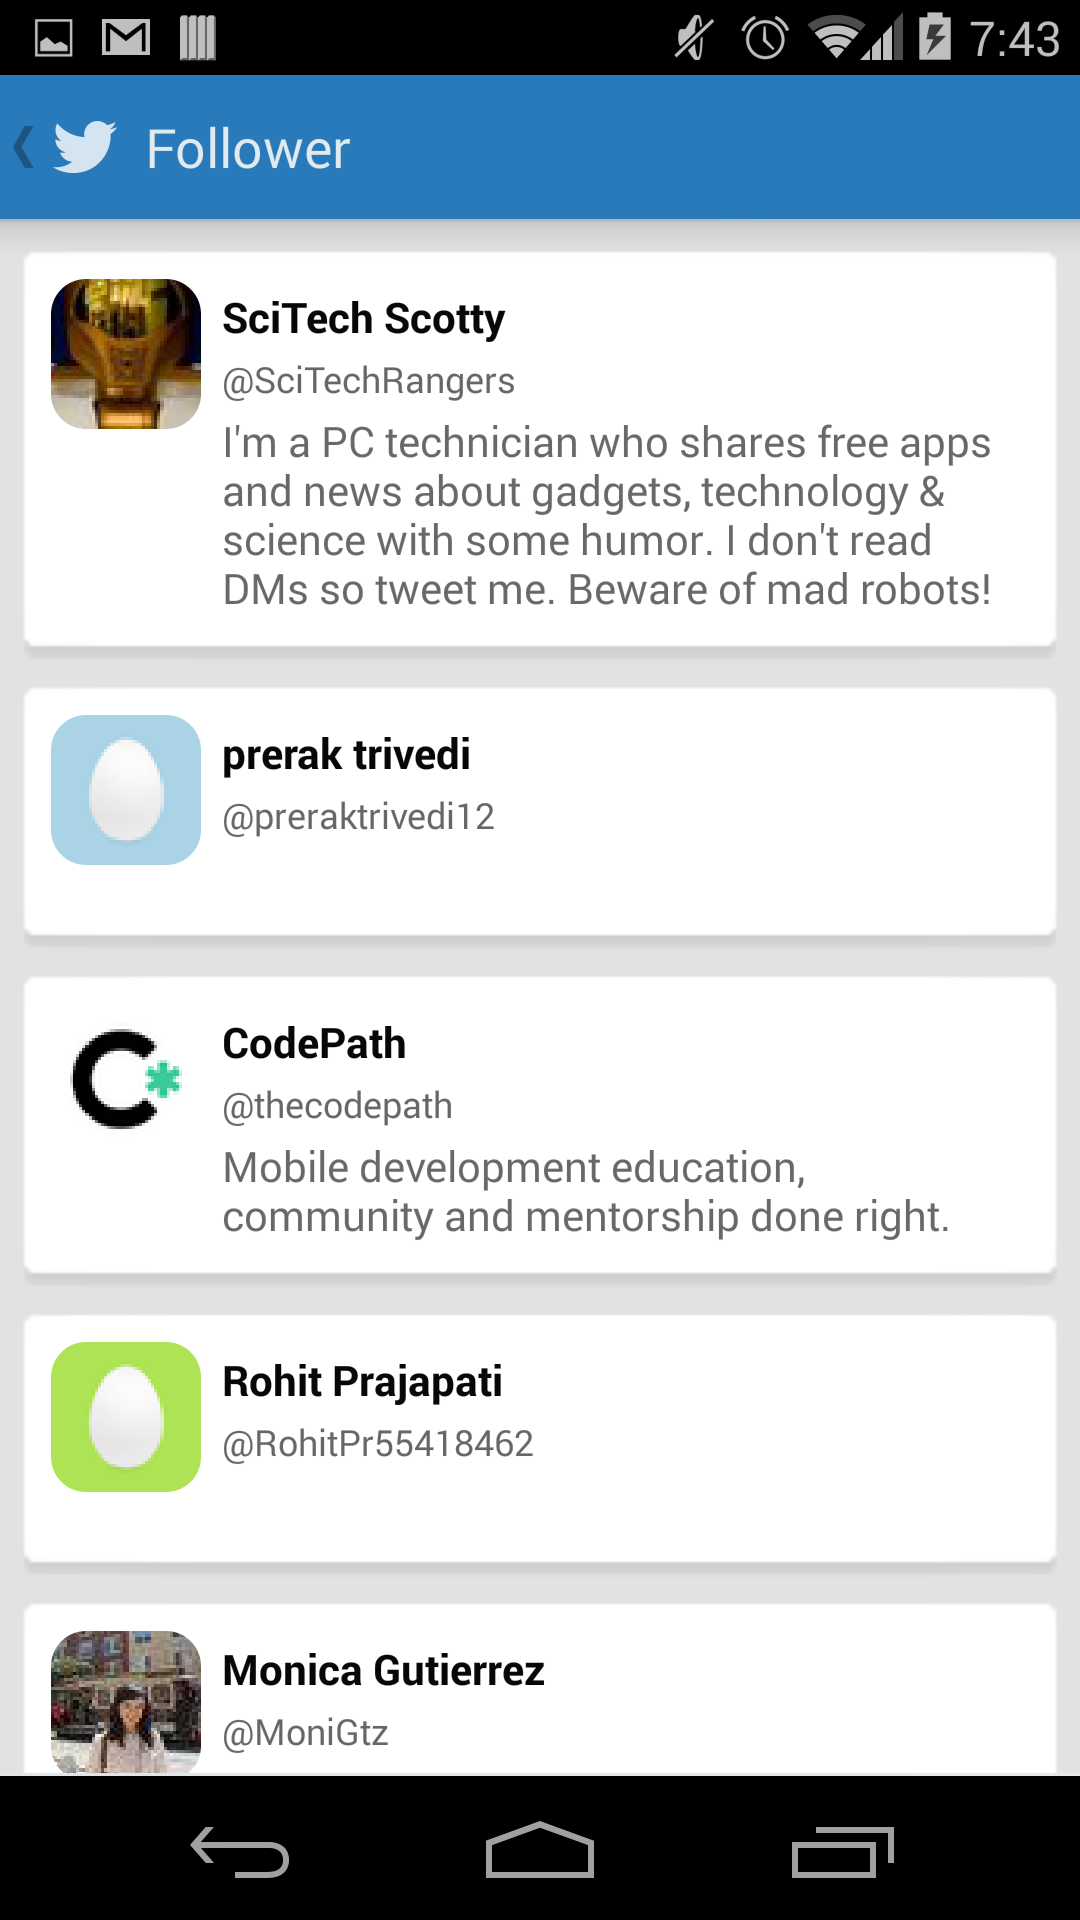 7:43
Follower
SciTech Scotty
@SciTechRangers
I'm a PC technician who shares free apps
and news about gadgets, technology &
science with some humor. I don't read
DMs so tweet me. Beware of mad robots!
prerak trivedi
@preraktrivedi12
CodePath
@thecodepath
Mobile development education,
community and mentorship done right.
Rohit Prajapati
@RohitPr55418462
Monica Gutierrez
@MoniGtz